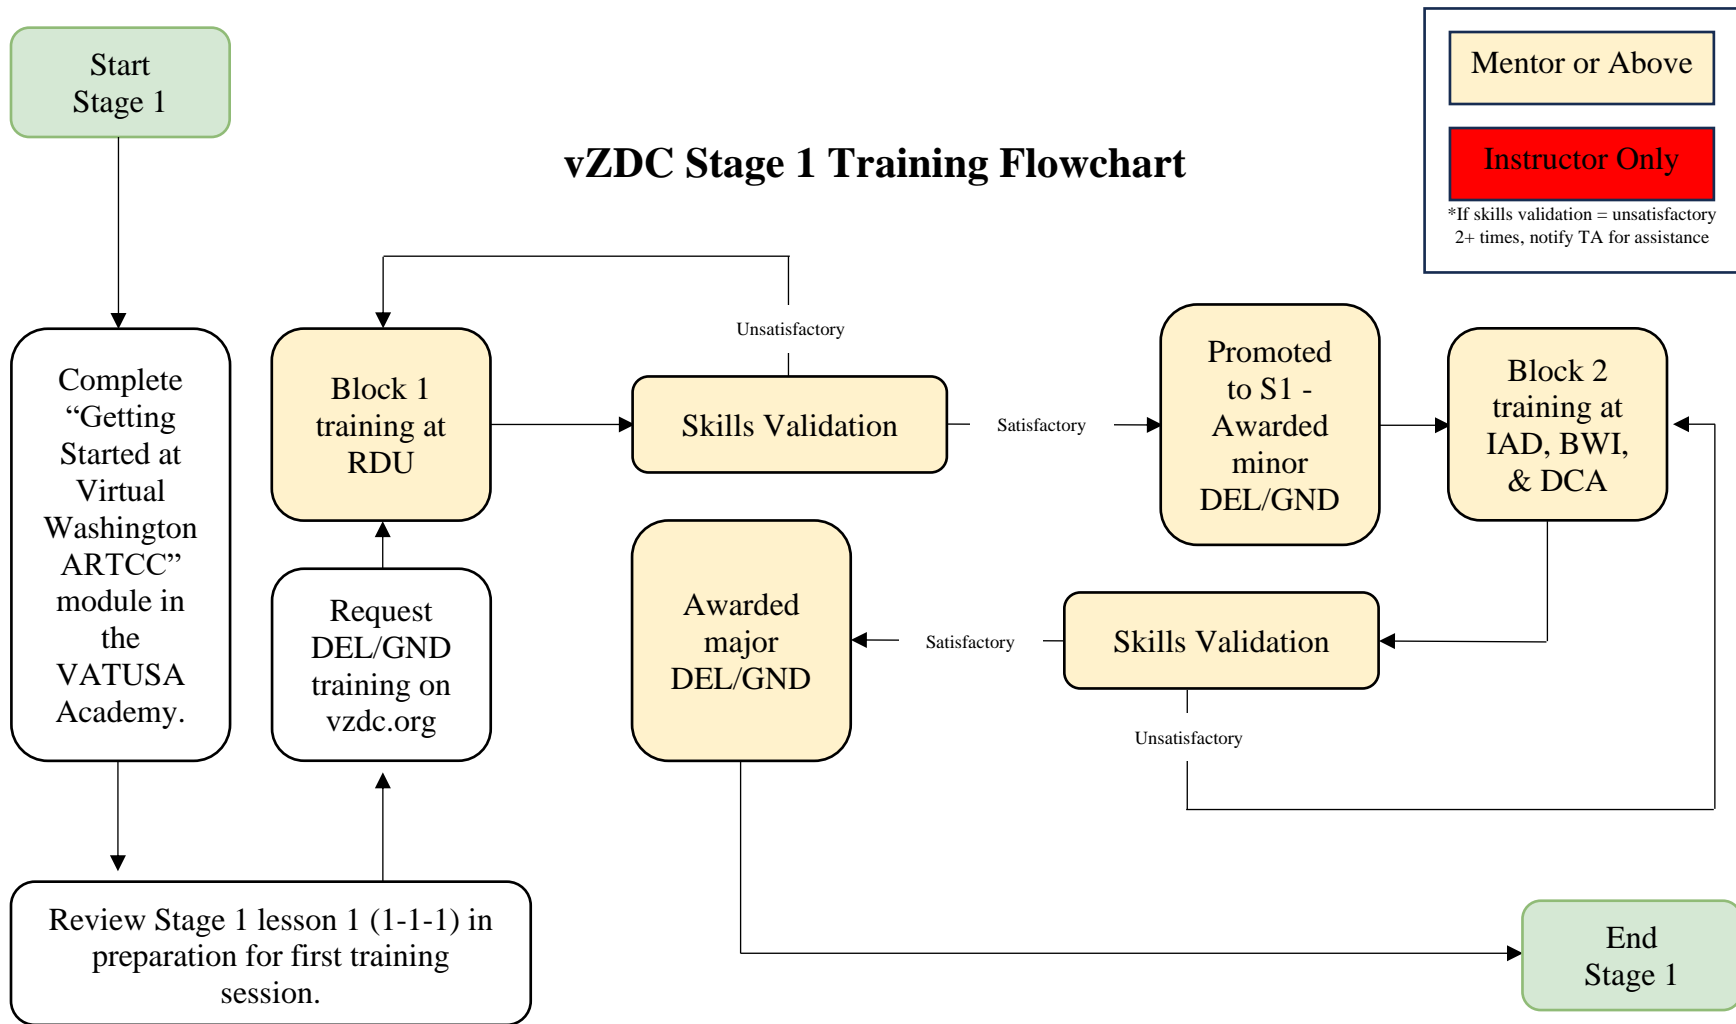 Start
Stage 1
Mentor or Above
Instructor Only
*If skills validation = unsatisfactory
2+ times, notify TA for assistance
vZDC Stage 1 Training Flowchart
Complete
“Getting
Started at
Virtual
Washington
ARTCC”
module in
the
VATUSA
Academy.
Review Stage 1 lesson 1 (1-1-1) in
preparation for first training
session.
Request
DEL/GND
training on
vzdc.org
Block 1
training at
RDU
Unsatisfactory
Skills Validation
Satisfactory
Promoted
to S1 -
Awarded
minor
DEL/GND
Block 2
training at
IAD, BWI,
& DCA
Skills Validation
Unsatisfactory
Satisfactory
Awarded
major
DEL/GND
End
Stage 1